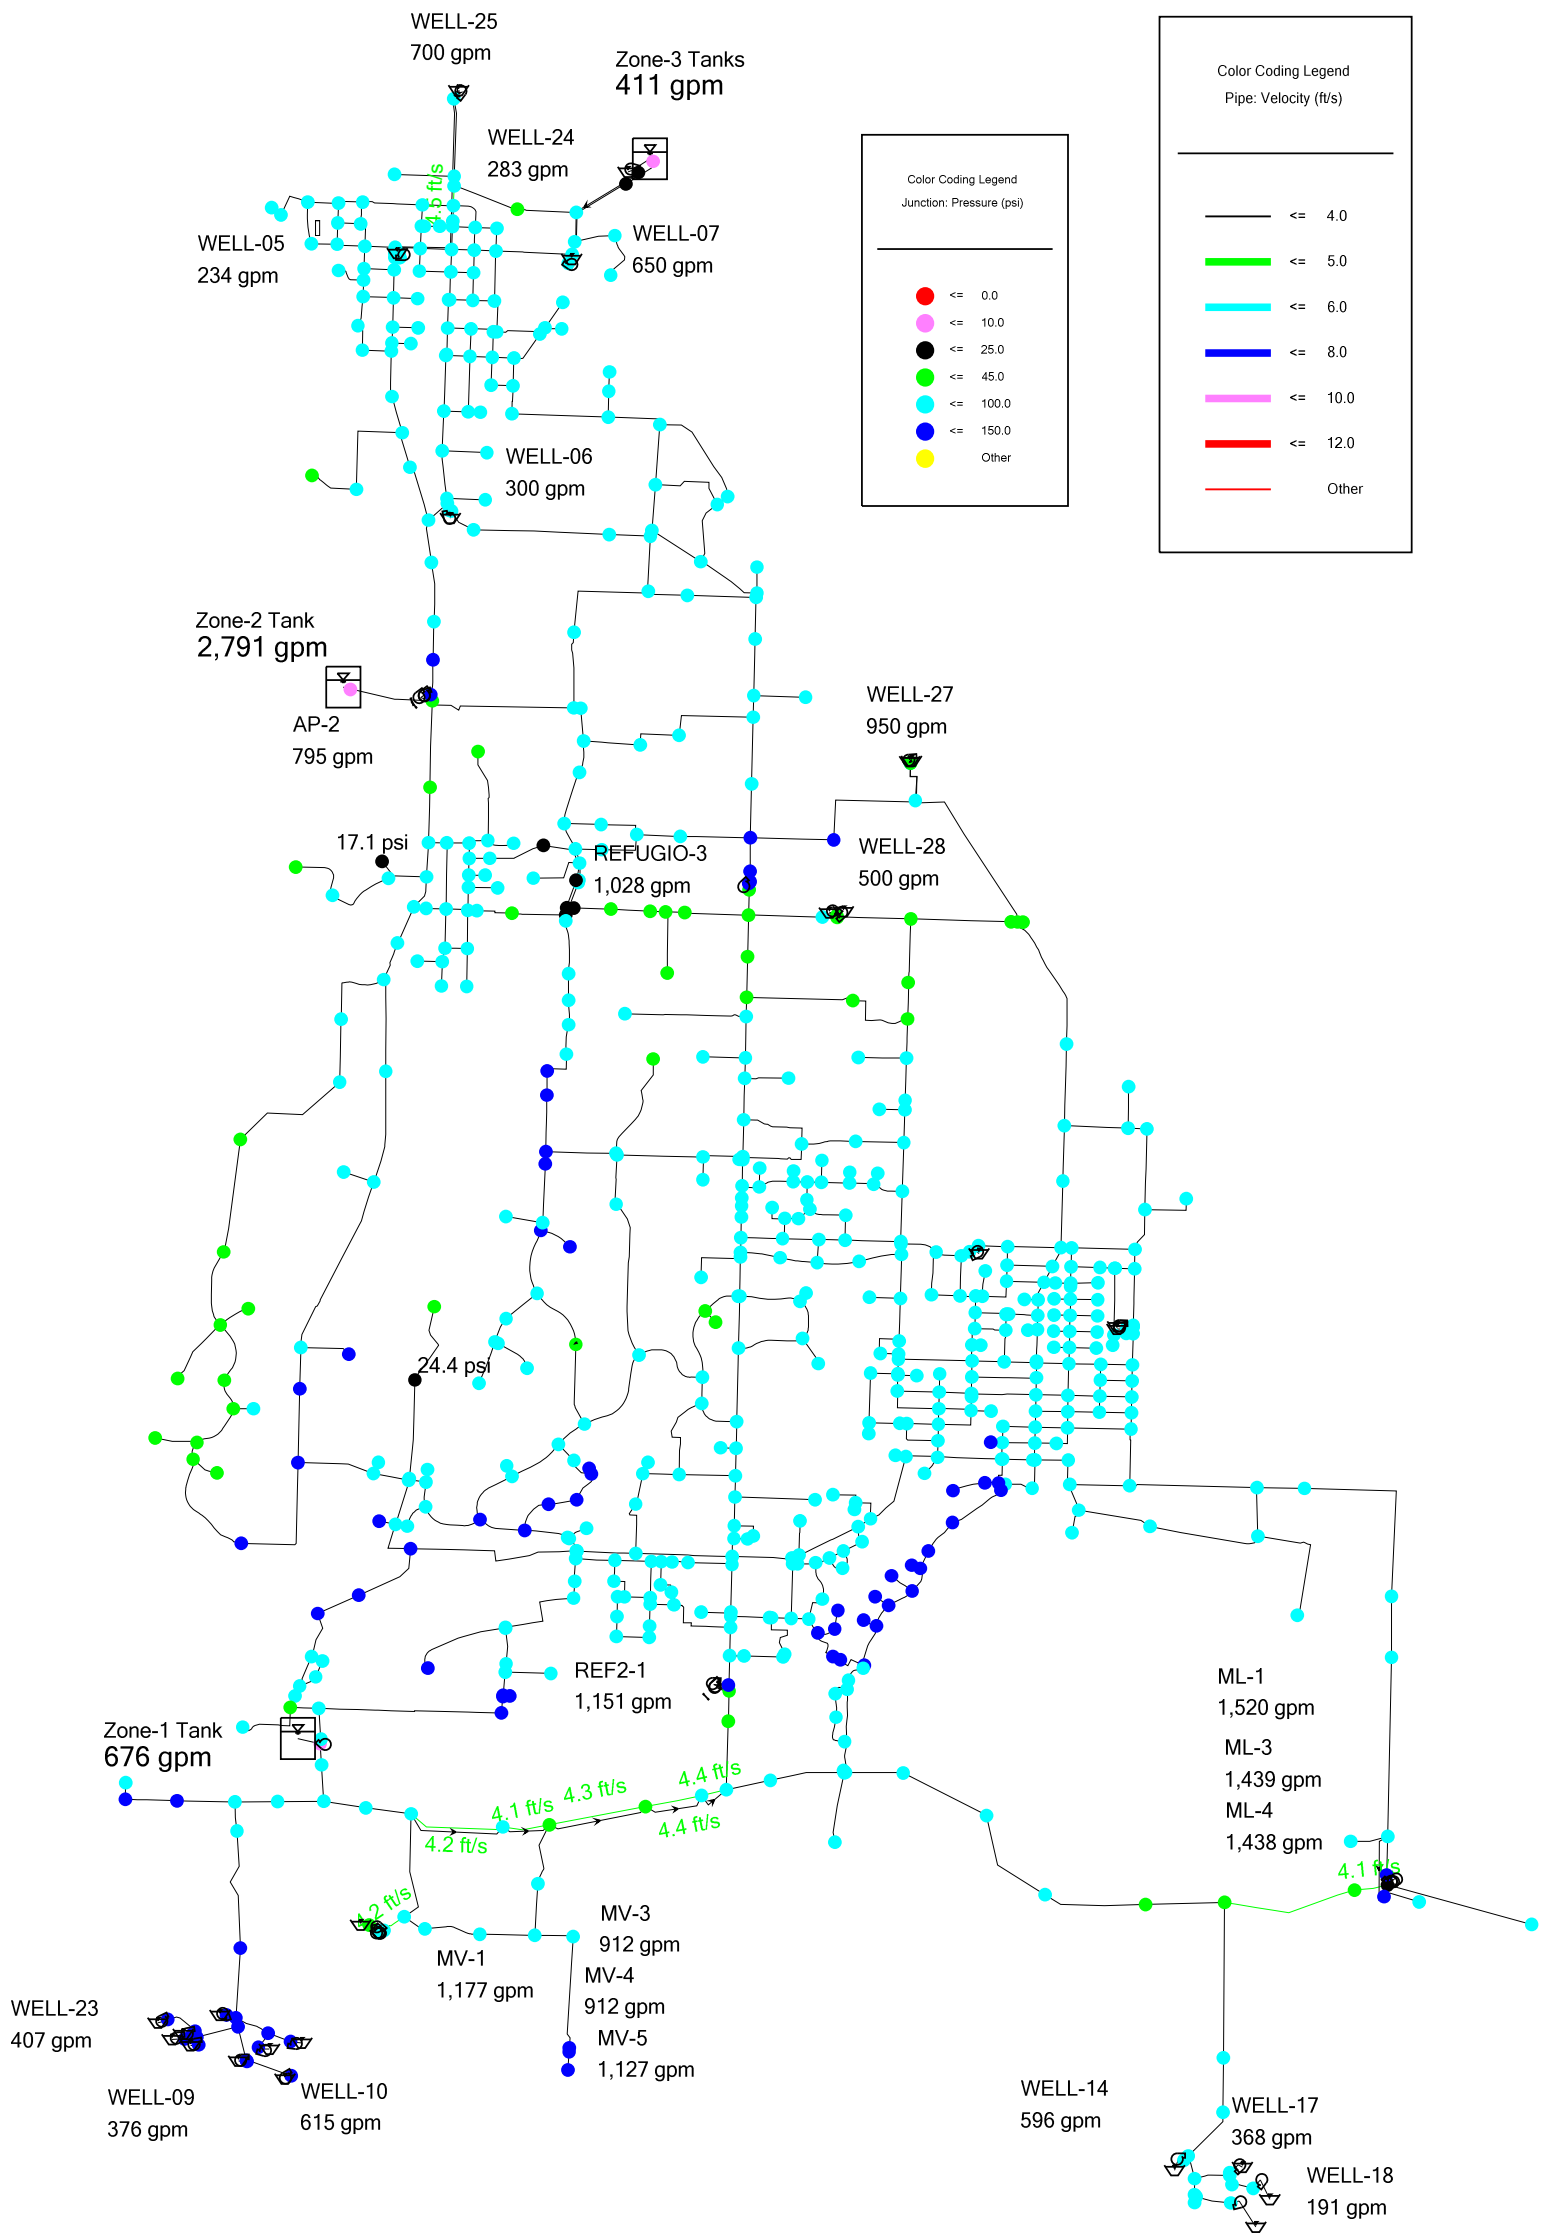 WELL-25
700 gpm
Zone-3 Tanks
411 gpm
WELL-24
283 gpm
4.5 ft/s
WELL-05
234 gpm
WELL-07
650 gpm
Color Coding Legend
Junction: Pressure (psi)
<= 0.0
<= 10.0
<= 25.0
<= 45.0
<= 100.0
<= 150.0
Other
Color Coding Legend
Pipe: Velocity (ft/s)
<= 4.0
<= 5.0
<= 6.0
<= 8.0
<= 10.0
<= 12.0
Other
WELL-06
300 gpm
Zone-2 Tank
2,791 gpm
AP-2
795 gpm
WELL-27
950 gpm
17.1 psi
REFUGIO-3
1,028 gpm
WELL-28
500 gpm
24.4 psi
REF2-1
1,151 gpm
Zone-1 Tank
676 gpm
ML-1
1,520 gpm
ML-3
1,439 gpm
ML-4
1,438 gpm
4.4 ft/s
4.3 ft/s
4.1 ft/s
4.2 ft/s
4.4 ft/s
4.1 ft/s
4.2 ft/s
MV-1
1,177 gpm
MV-3
912 gpm
MV-4
912 gpm
MV-5
1,127 gpm
WELL-23
407 gpm
WELL-09
376 gpm
WELL-10
615 gpm
WELL-14
596 gpm
WELL-17
368 gpm
WELL-18
191 gpm